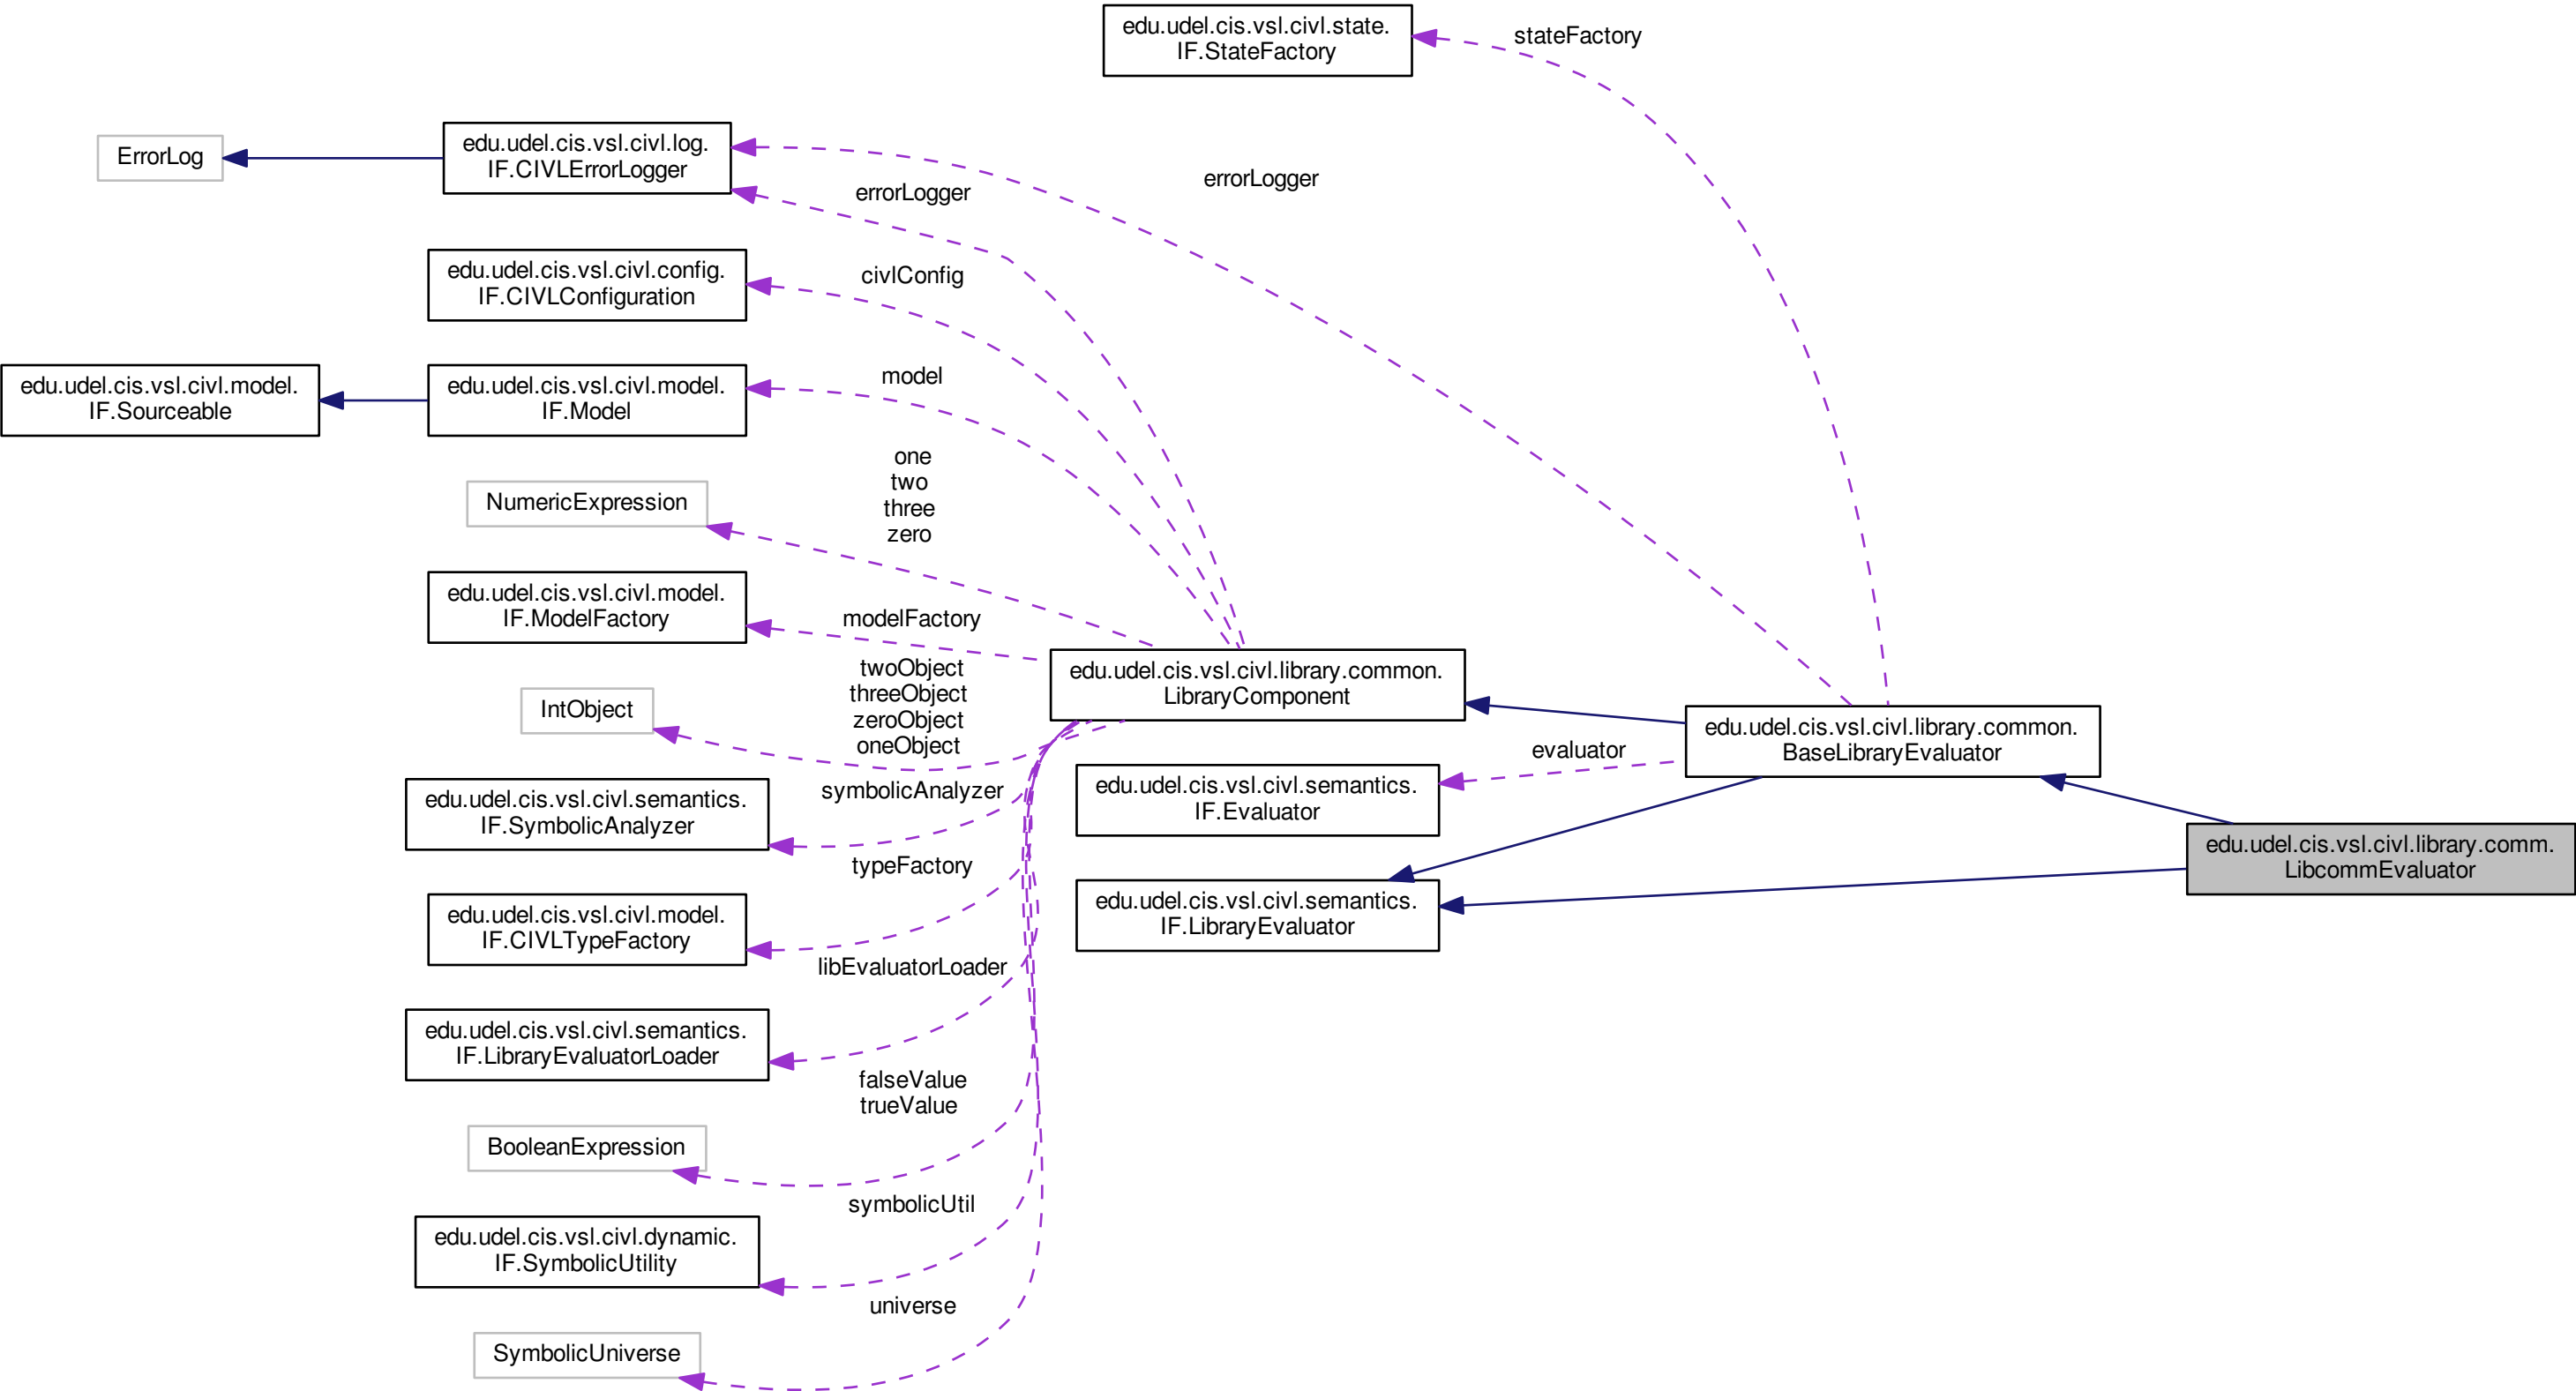 edu.udel.cis.vsl.civl.state.
IF.StateFactory
stateFactory
ErrorLog
edu.udel.cis.vsl.civl.log.
IF.CIVLErrorLogger
errorLogger
errorLogger
edu.udel.cis.vsl.civl.config.
IF.CIVLConfiguration
civlConfig
edu.udel.cis.vsl.civl.model.
IF.Sourceable
edu.udel.cis.vsl.civl.model.
IF.Model
model
NumericExpression
one
two
three
zero
edu.udel.cis.vsl.civl.model.
IF.ModelFactory
modelFactory
IntObject
twoObject
threeObject
zeroObject
oneObject
edu.udel.cis.vsl.civl.library.common.
LibraryComponent
edu.udel.cis.vsl.civl.library.common.
BaseLibraryEvaluator
evaluator
edu.udel.cis.vsl.civl.semantics.
IF.Evaluator
edu.udel.cis.vsl.civl.semantics.
IF.SymbolicAnalyzer
symbolicAnalyzer
edu.udel.cis.vsl.civl.library.comm.
LibcommEvaluator
edu.udel.cis.vsl.civl.semantics.
IF.LibraryEvaluator
edu.udel.cis.vsl.civl.model.
IF.CIVLTypeFactory
typeFactory
edu.udel.cis.vsl.civl.semantics.
IF.LibraryEvaluatorLoader
libEvaluatorLoader
BooleanExpression
falseValue
trueValue
edu.udel.cis.vsl.civl.dynamic.
IF.SymbolicUtility
symbolicUtil
SymbolicUniverse
universe